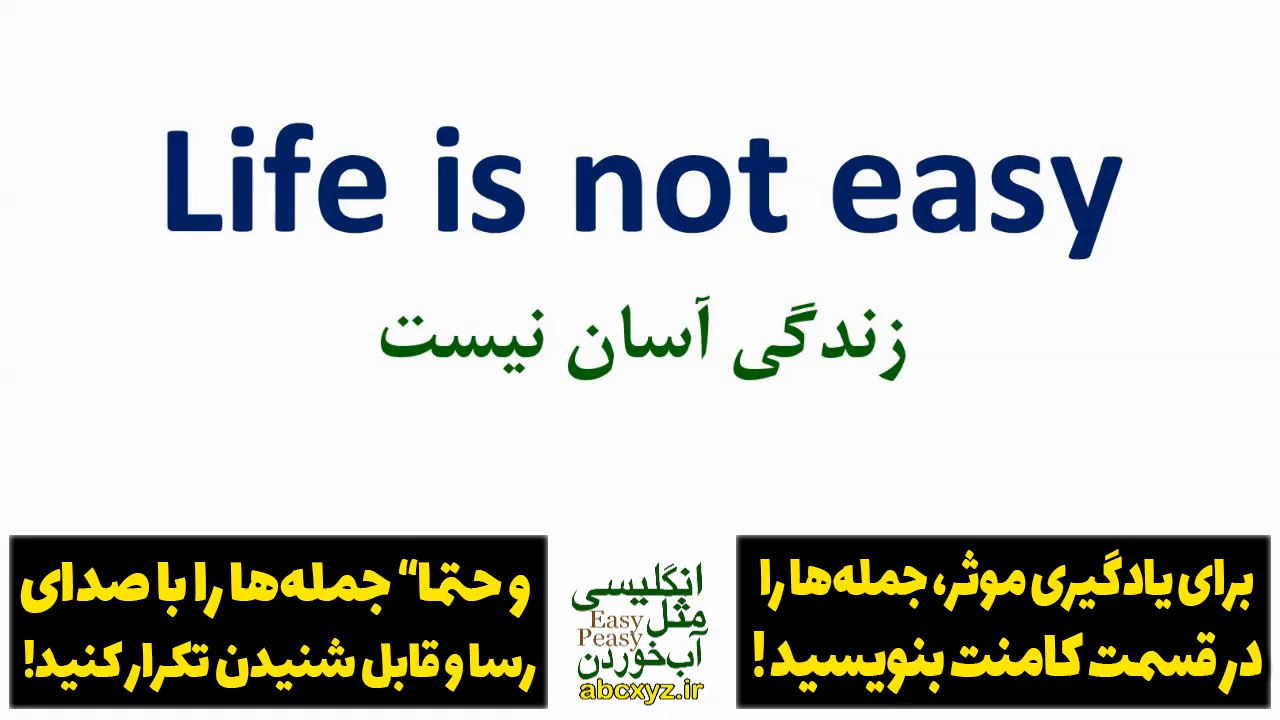 Life is not easy
زندگی آسان نیست
برای یادگیری موثر، جمله‌ها را
در قسمت کامنت بنویسید!
و حتما“ جمله‌ها را با صدای
رسا و قابل شنیدن تکرار کنید!
انگلیسی
مثل
Easy
Peasy
آب‌خوردن
abcxyz.ir